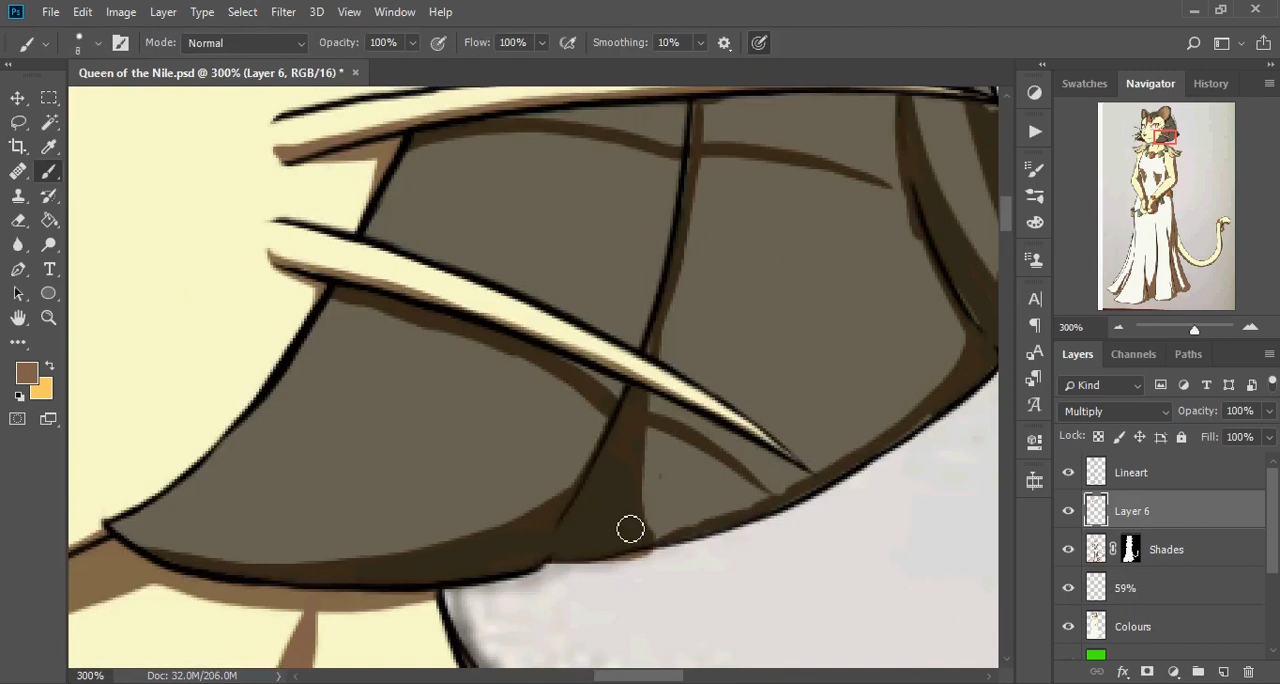 Ps File Edit Image Layer Type Select Filter 3D View Window Help
8 Mode: Normal Opacity: 100% Flow: 100% Smoothing: 10%
Queen of the Nile.psd @ 300% (Layer 6, RGB/16) * ×
Swatches Navigator History
300%
Layers Channels Paths
Kind
Multiply Opacity: 100%
Lock: Fill: 100%
Lineart
Layer 6
Shades
59%
Colours
300% Doc: 32.0M/206.0M